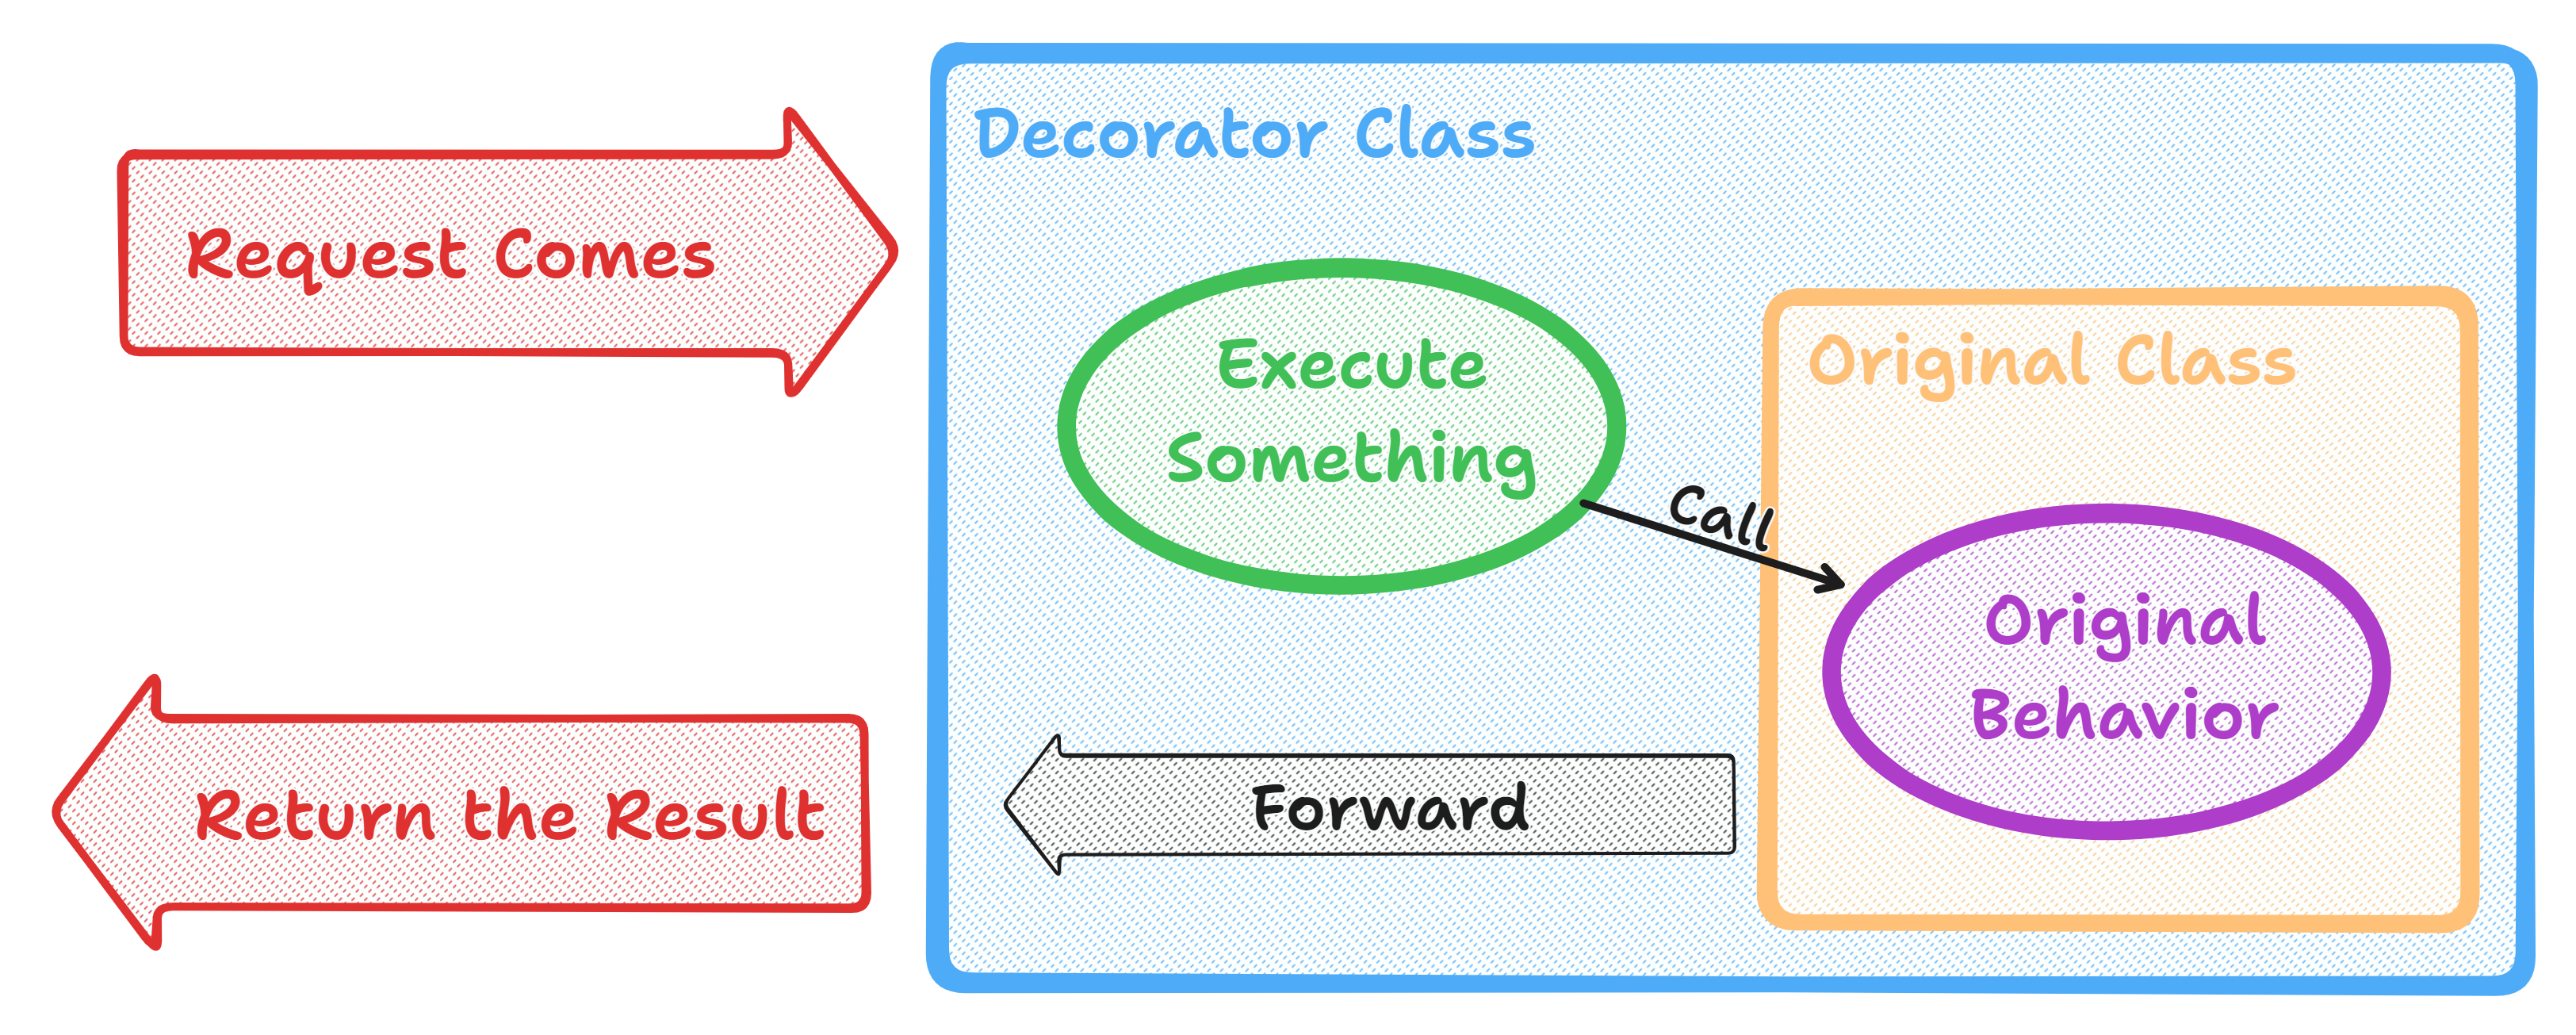 Decorator Class
Request Comes
Execute
Something
Original Class
Call
Original
Behavior
Forward
Return the Result